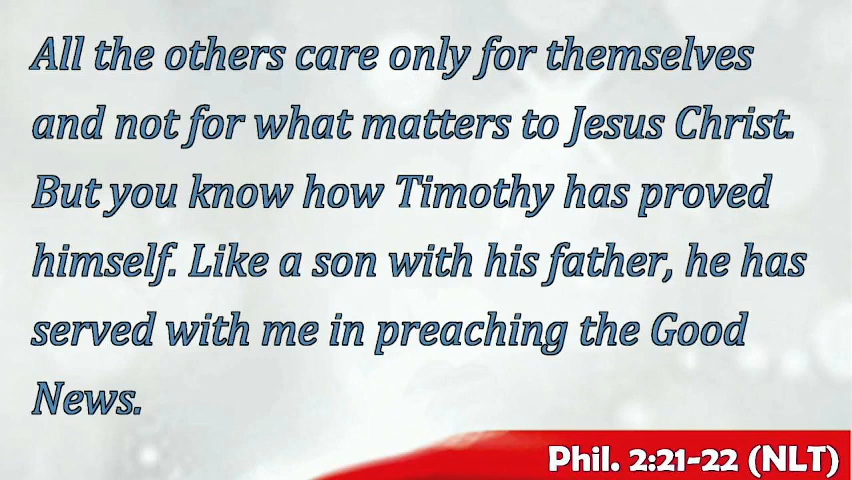 All the others care only for themselves
and not for what matters to Jesus Christ.
But you know how Timothy has proved
himself. Like a son with his father, he has
served with me in preaching the Good
News.
Phil. 2:21-22 (NLT)